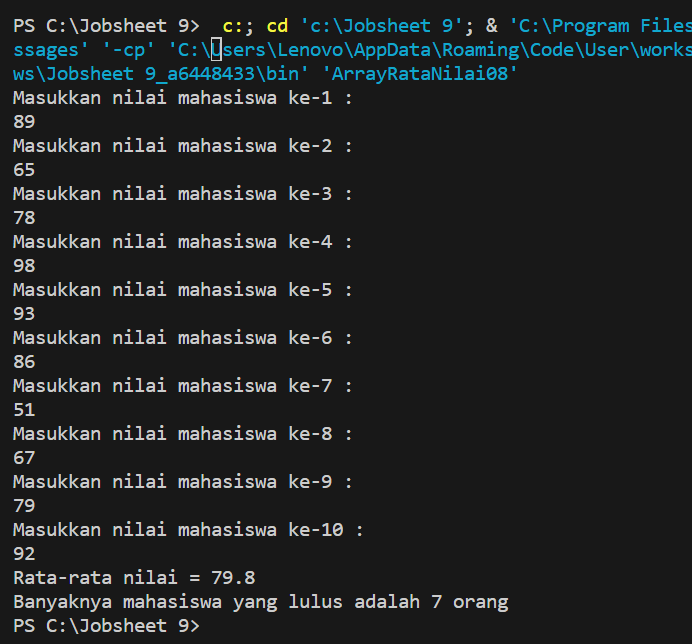 PS C:\Jobsheet 9>  c:; cd 'c:\Jobsheet 9'; & 'C:\Program Files
ssages' '-cp' 'C:\Users\Lenovo\AppData\Roaming\Code\User\works
ws\Jobsheet 9_a6448433\bin' 'ArrayRataNilai08'
Masukkan nilai mahasiswa ke-1 :
89
Masukkan nilai mahasiswa ke-2 :
65
Masukkan nilai mahasiswa ke-3 :
78
Masukkan nilai mahasiswa ke-4 :
98
Masukkan nilai mahasiswa ke-5 :
93
Masukkan nilai mahasiswa ke-6 :
86
Masukkan nilai mahasiswa ke-7 :
51
Masukkan nilai mahasiswa ke-8 :
67
Masukkan nilai mahasiswa ke-9 :
79
Masukkan nilai mahasiswa ke-10 :
92
Rata-rata nilai = 79.8
Banyaknya mahasiswa yang lulus adalah 7 orang
PS C:\Jobsheet 9>